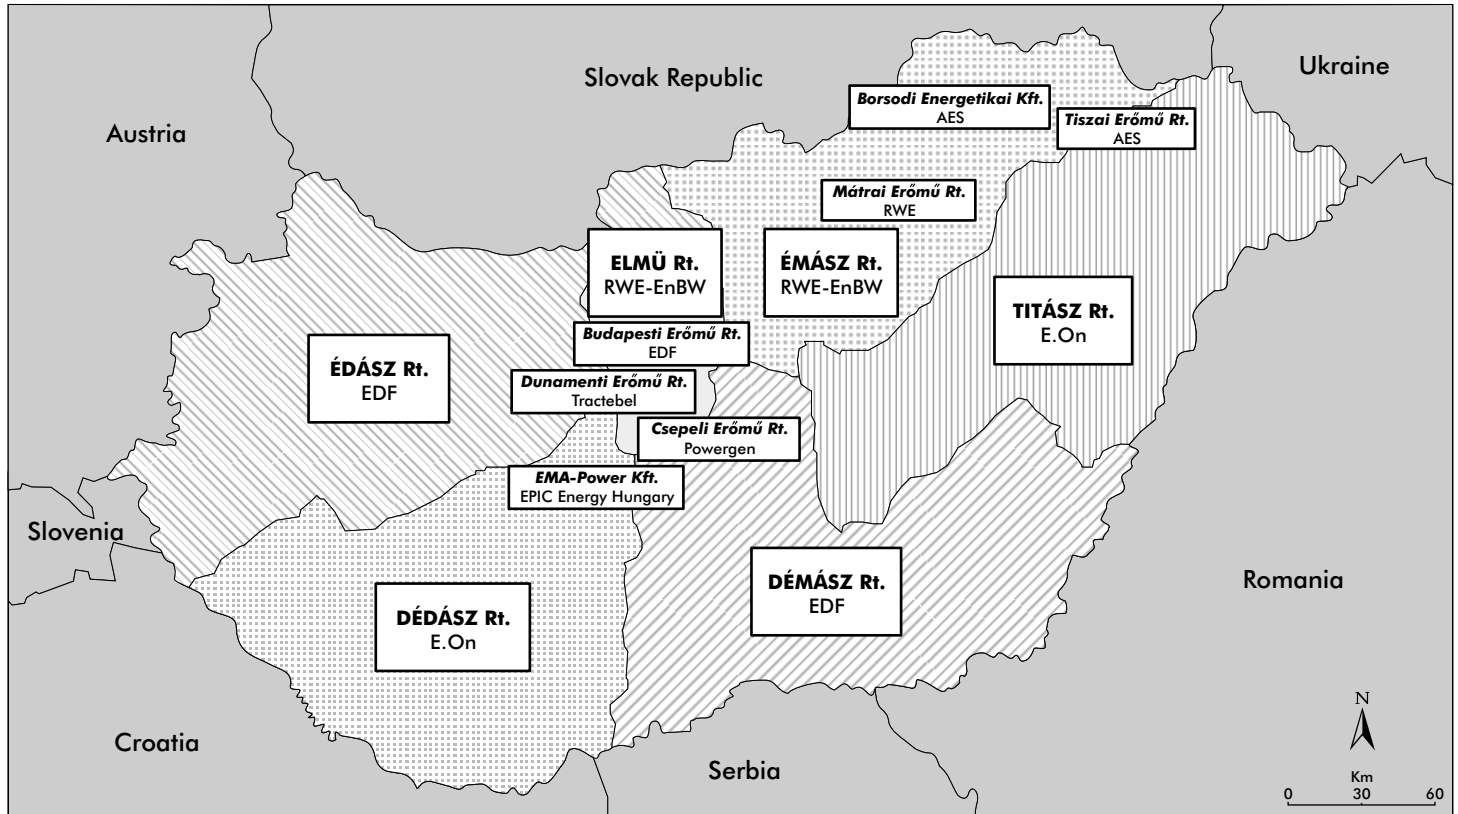 Slovak Republic
Ukraine
Austria
Borsodi Energetikai Kft.
AES
Tiszai Erőmű Rt.
AES
Mátrai Erőmű Rt.
RWE
ELMÜ Rt.
RWE-EnBW
ÉMÁSZ Rt.
RWE-EnBW
TITÁSZ Rt.
E.On
Budapesti Erőmű Rt.
EDF
ÉDÁSZ Rt.
EDF
Dunamenti Erőmű Rt.
Tractebel
Csepeli Erőmű Rt.
Powergen
EMA-Power Kft.
EPIC Energy Hungary
Slovenia
DÉMÁSZ Rt.
EDF
Romania
DÉDÁSZ Rt.
E.On
Croatia
Serbia
N
Km
0 30 60